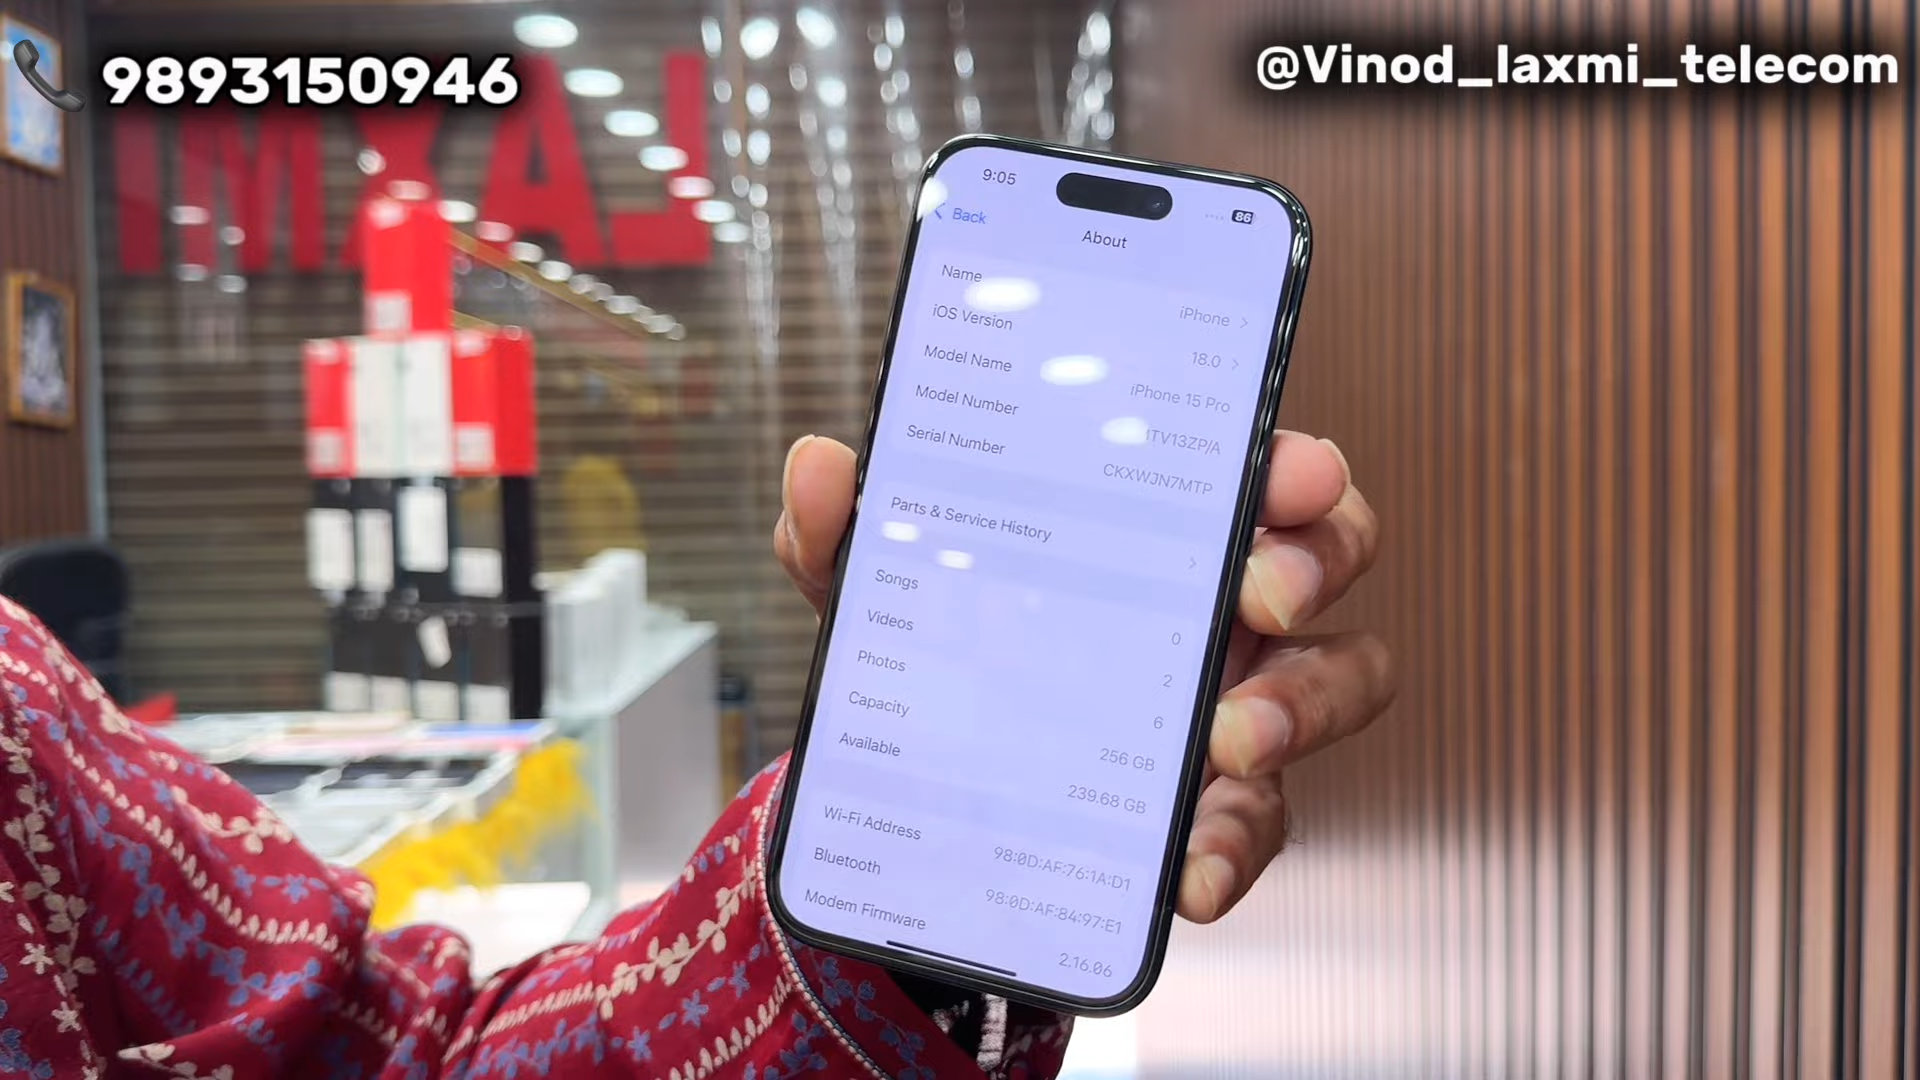 9893150946
@Vinod_laxmi_telecom
LAXMI
9:05
86
Back
About
Name
iPhone
iOS Version
18.0
Model Name
iPhone 15 Pro
Model Number
TV13ZP/A
Serial Number
CKXWJN7MTP
Parts & Service History
Songs
0
Videos
2
Photos
6
Capacity
256 GB
Available
239.68 GB
Wi-Fi Address
98:0D:AF:76:1A:D1
Bluetooth
98:0D:AF:84:97:E1
Modem Firmware
2.16.06